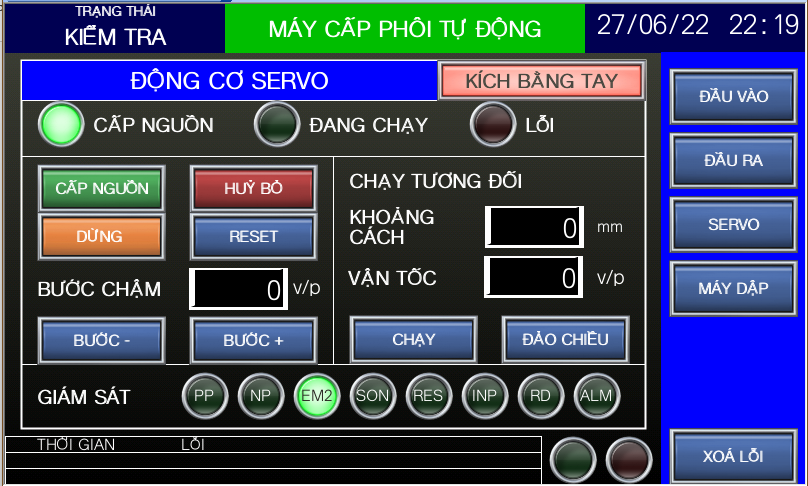 TRẠNG THÁI
KIỂM TRA
MÁY CẤP PHÔI TỰ ĐỘNG
27/06/22 22:19
ĐỘNG CƠ SERVO
KÍCH BẰNG TAY
CẤP NGUỒN
ĐANG CHẠY
LỖI
CẤP NGUỒN
HUỶ BỎ
DỪNG
RESET
BƯỚC CHẬM
0
v/p
BƯỚC -
BƯỚC +
CHẠY TƯƠNG ĐỐI
KHOẢNG
CÁCH
0
mm
VẬN TỐC
0
v/p
CHẠY
ĐẢO CHIỀU
GIÁM SÁT
PP
NP
EM2
SON
RES
INP
RD
ALM
THỜI GIAN
LỖI
ĐẦU VÀO
ĐẦU RA
SERVO
MÁY DẬP
XOÁ LỖI